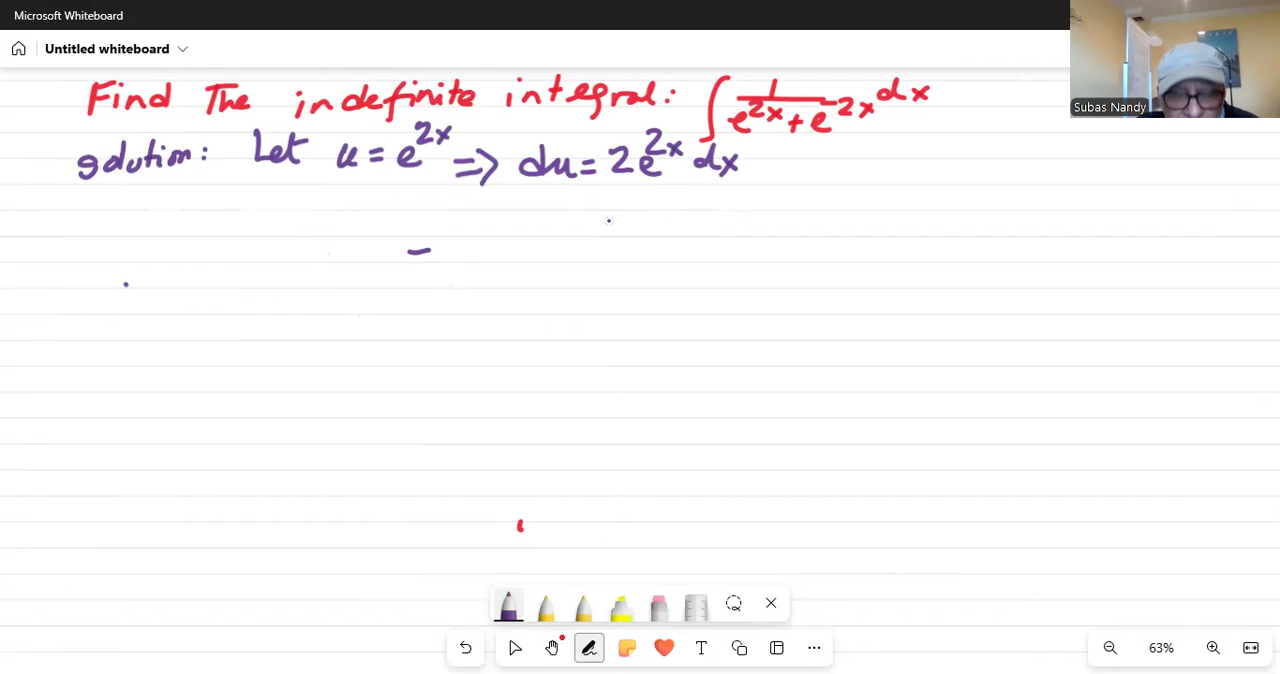 Microsoft Whiteboard
Untitled whiteboard
Subas Nandy
Find The indefinite integral: ∫ 1/(e^2x + e^2x) dx
solution: Let u = e^2x => du = 2e^2x dx
63%